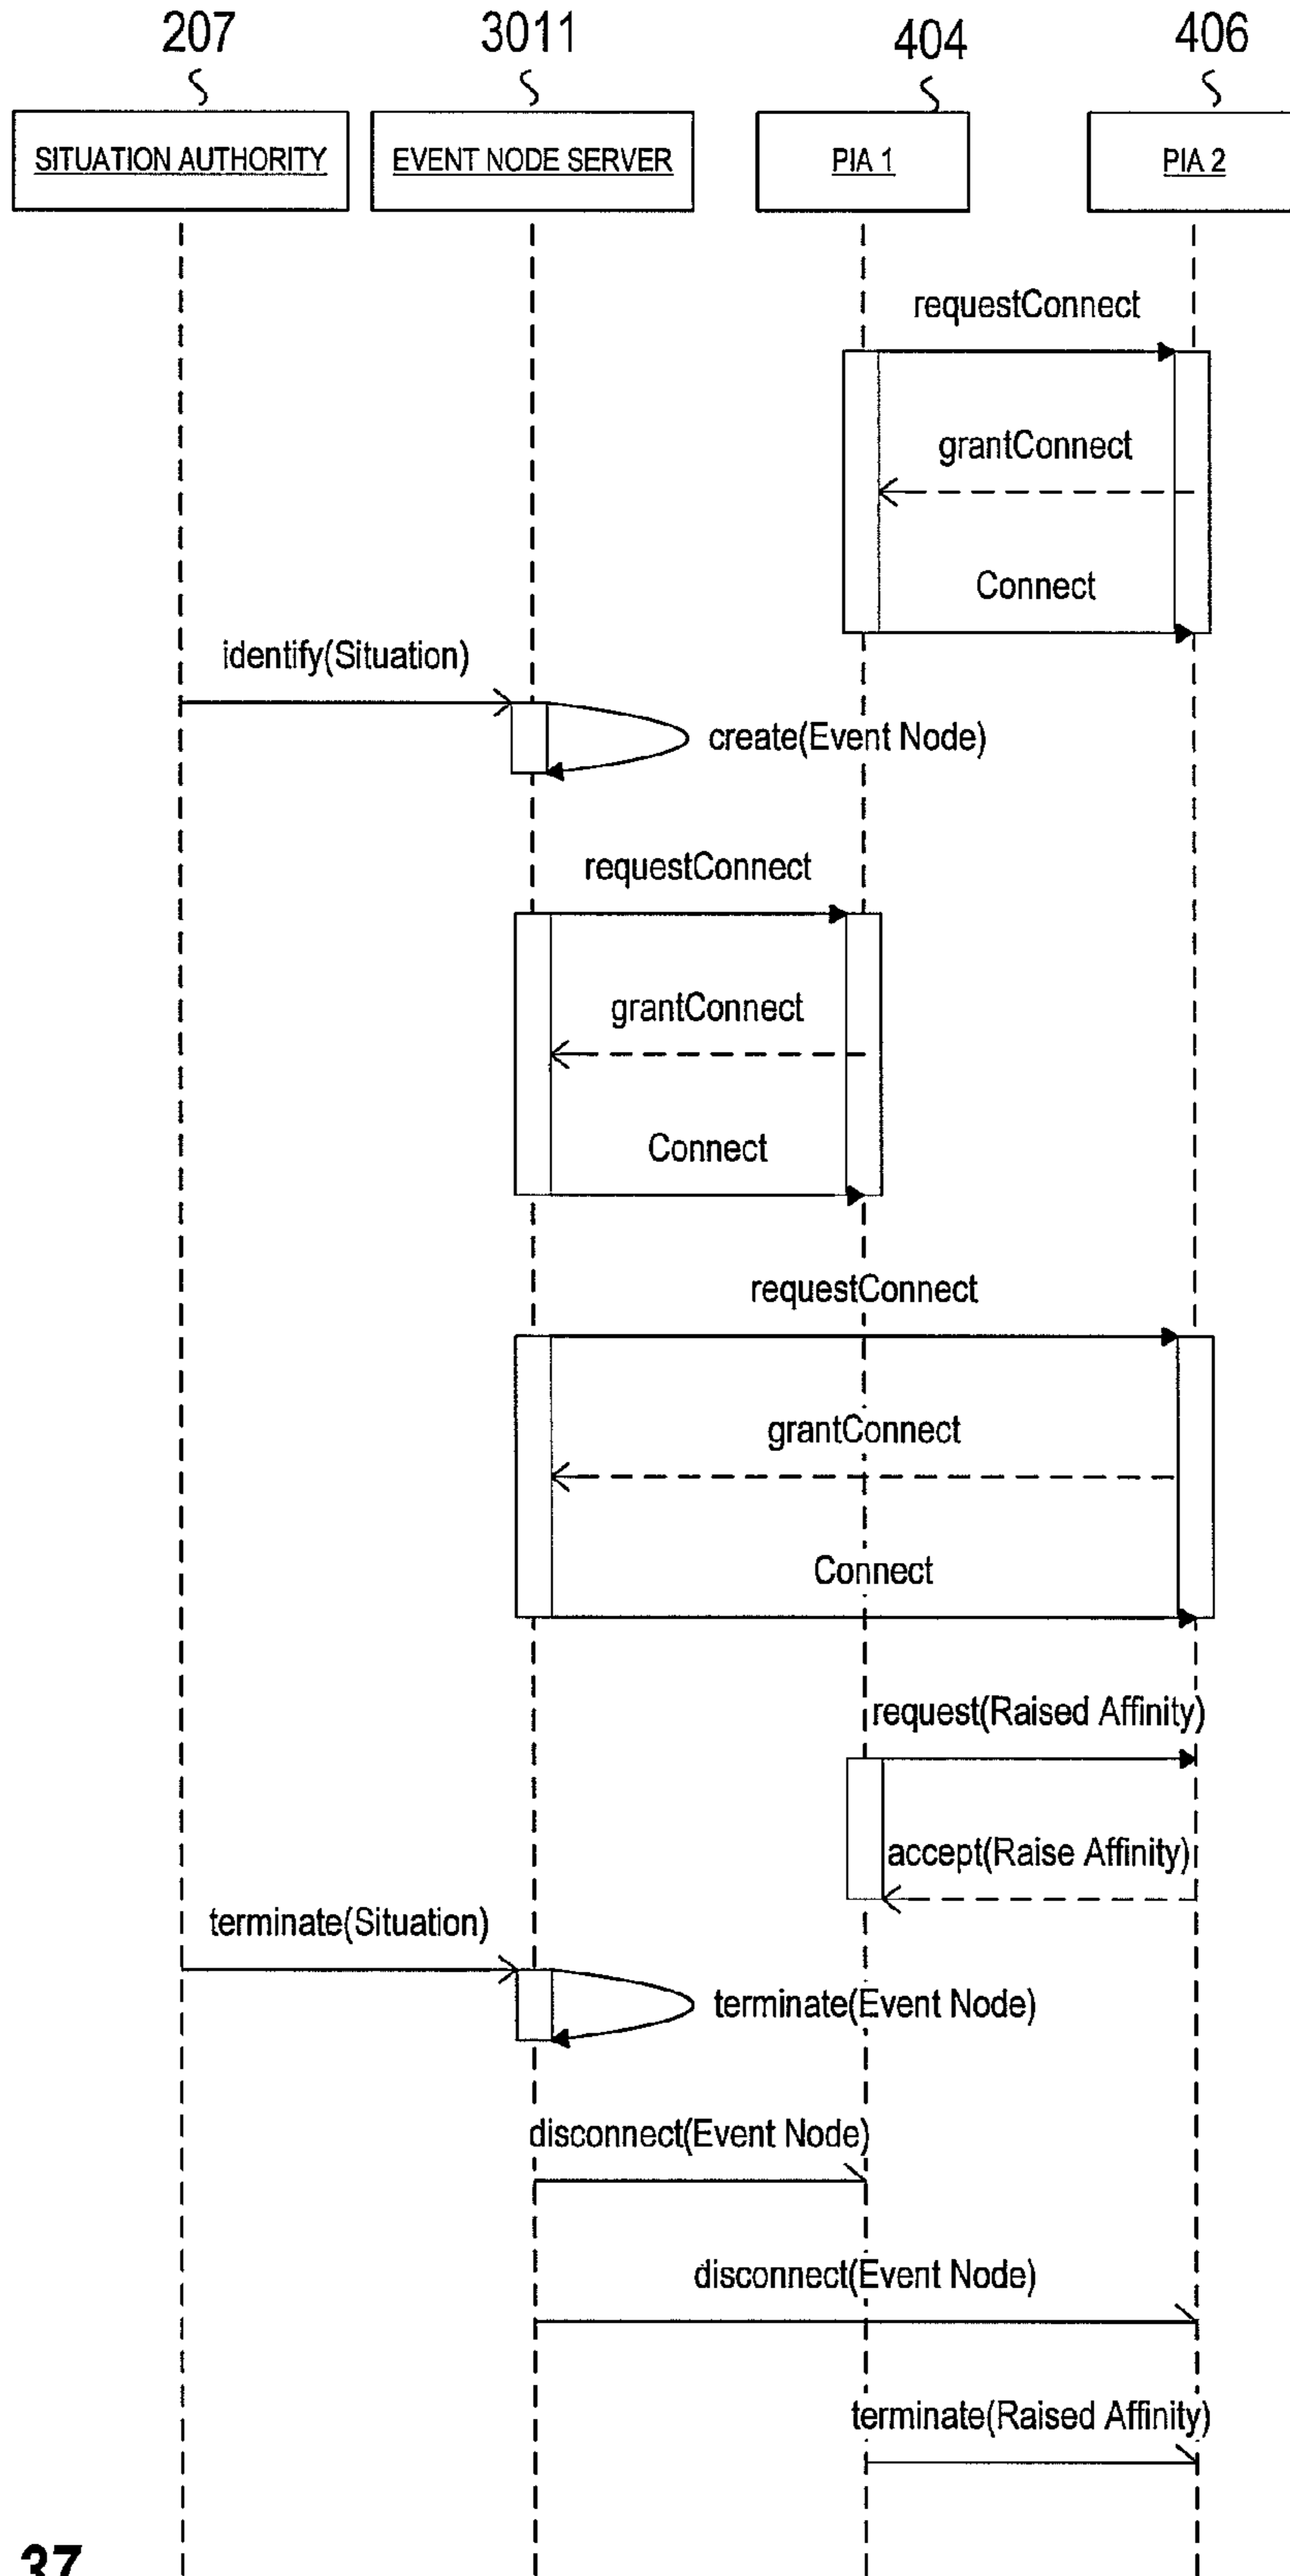 207 3011 404 406
SITUATION AUTHORITY EVENT NODE SERVER PIA 1 PIA 2
requestConnect
grantConnect
Connect
identify(Situation)
create(Event Node)
requestConnect
grantConnect
Connect
requestConnect
grantConnect
Connect
request(Raised Affinity)
accept(Raise Affinity)
terminate(Situation)
terminate(Event Node)
disconnect(Event Node)
disconnect(Event Node)
terminate(Raised Affinity)
37